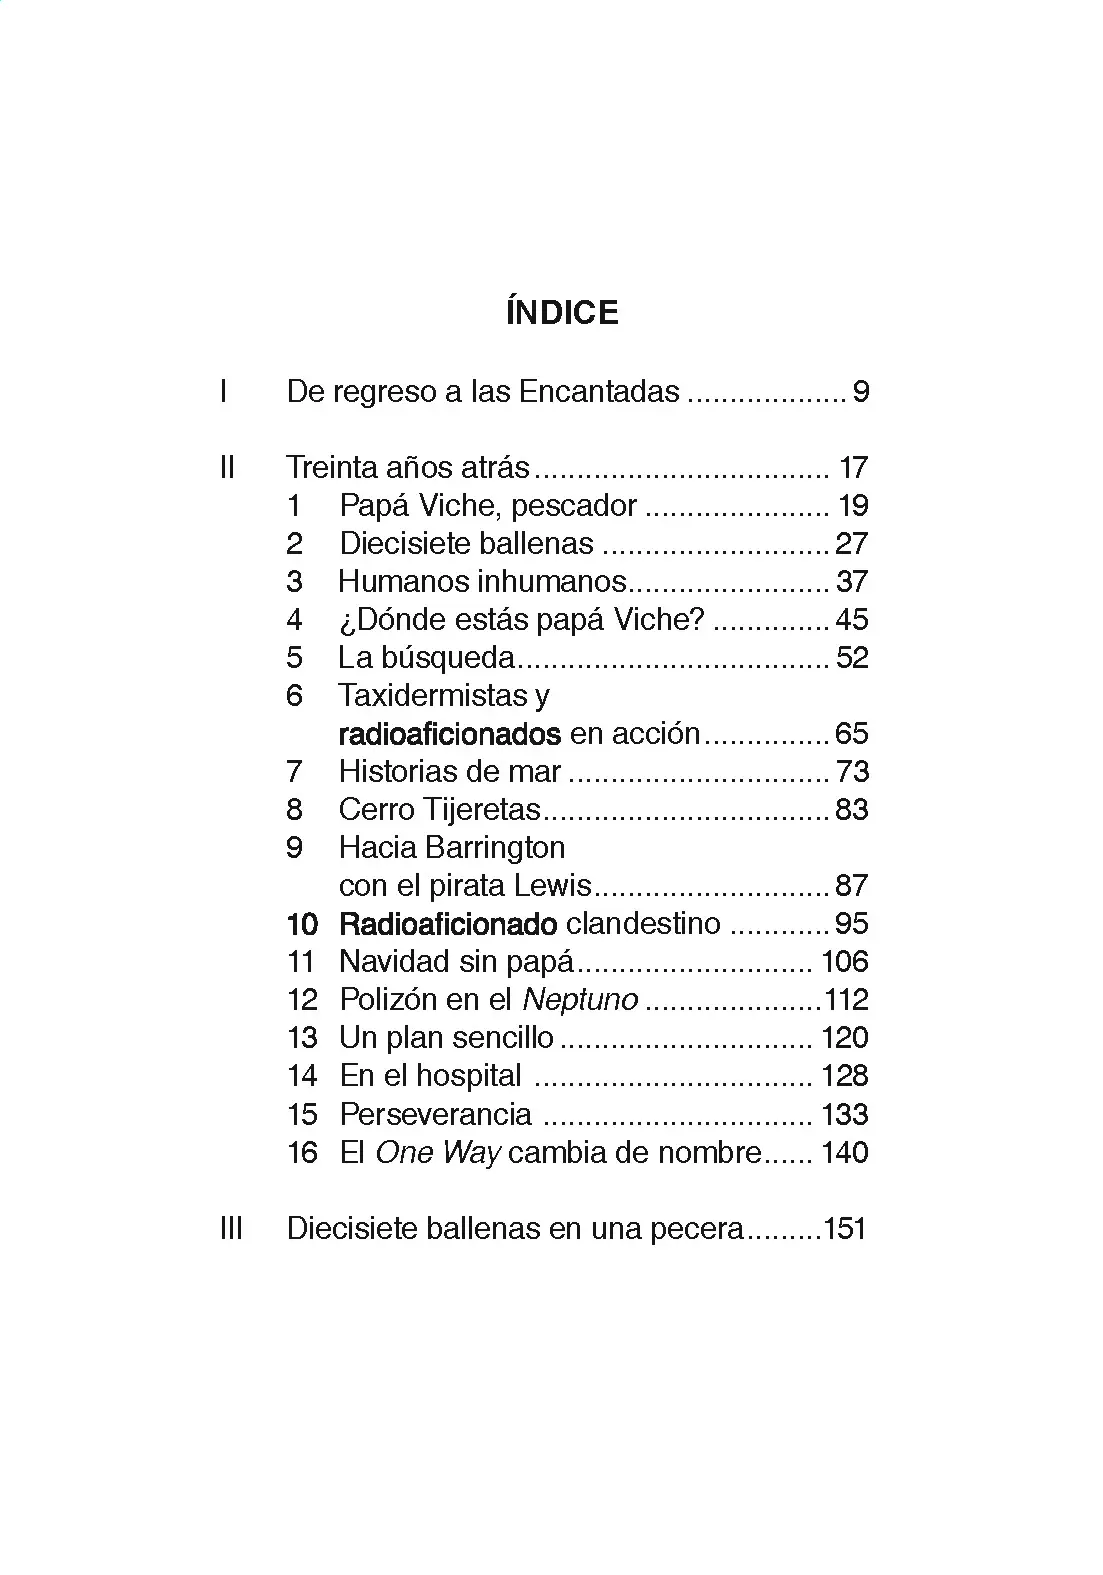 ÍNDICE
I De regreso a las Encantadas ................... 9
II Treinta años atrás................................... 17
1 Papá Viche, pescador ...................... 19
2 Diecisiete ballenas ........................... 27
3 Humanos inhumanos........................ 37
4 ¿Dónde estás papá Viche? .............. 45
5 La búsqueda..................................... 52
6 Taxidermistas y
radioaficionados en acción............... 65
7 Historias de mar ............................... 73
8 Cerro Tijeretas.................................. 83
9 Hacia Barrington
con el pirata Lewis............................ 87
10 Radioaficionado clandestino ............ 95
11 Navidad sin papá............................ 106
12 Polizón en el Neptuno .....................112
13 Un plan sencillo .............................. 120
14 En el hospital ................................. 128
15 Perseverancia ................................ 133
16 El One Way cambia de nombre...... 140
III Diecisiete ballenas en una pecera.........151